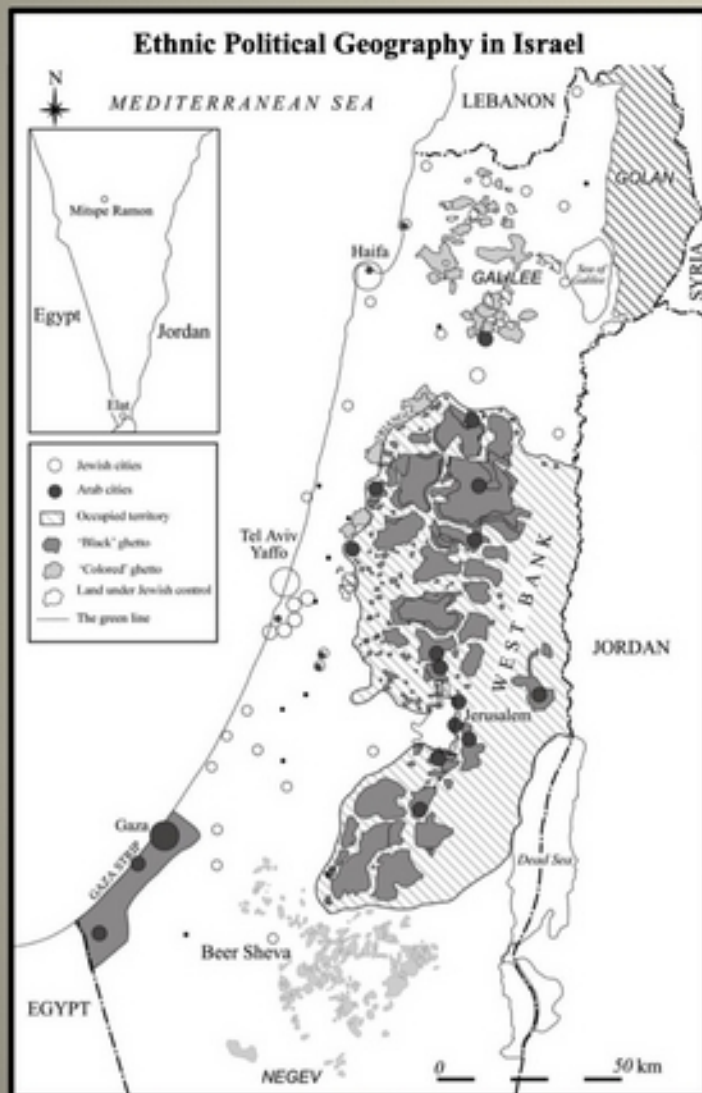 Ethnic Political Geography in Israel
N
MEDITERRANEAN SEA
LEBANON
GOLAN
SYRIA
Mitspe Ramon
Haifa
GALILEE
Sea of
Galilee
Egypt
Jordan
Elat
Jewish cities
Arab cities
Occupied territory
'Black' ghetto
'Colored' ghetto
Land under Jewish control
The green line
Tel Aviv
Yaffo
WEST BANK
JORDAN
Jerusalem
Gaza
GAZA STRIP
Dead Sea
Beer Sheva
EGYPT
NEGEV
0 50 km